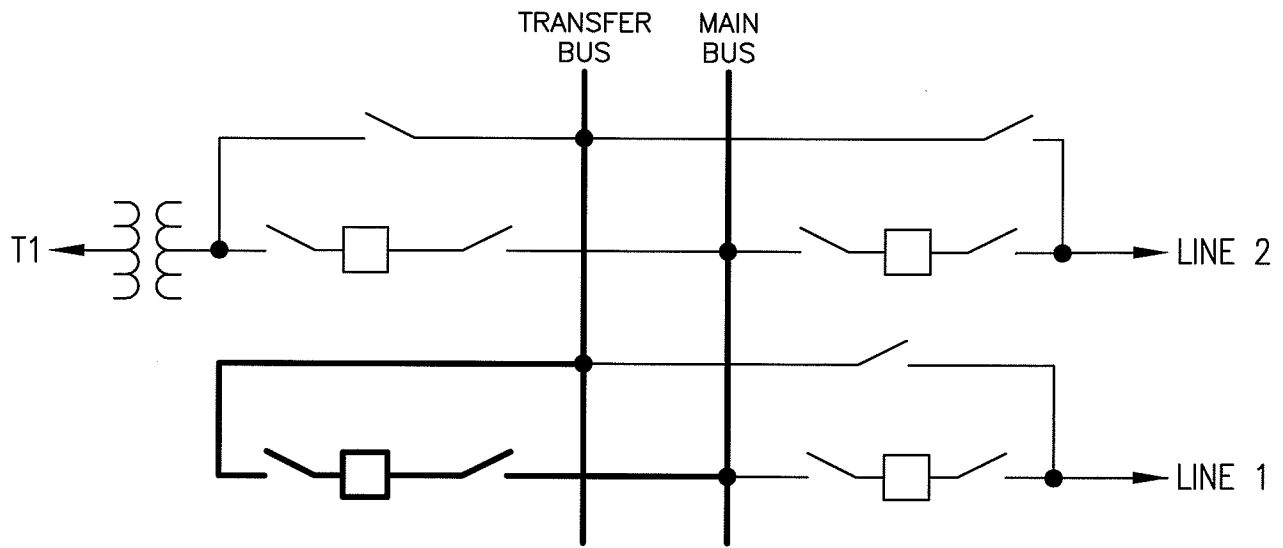 TRANSFER
BUS
MAIN
BUS
T1
LINE 2
LINE 1